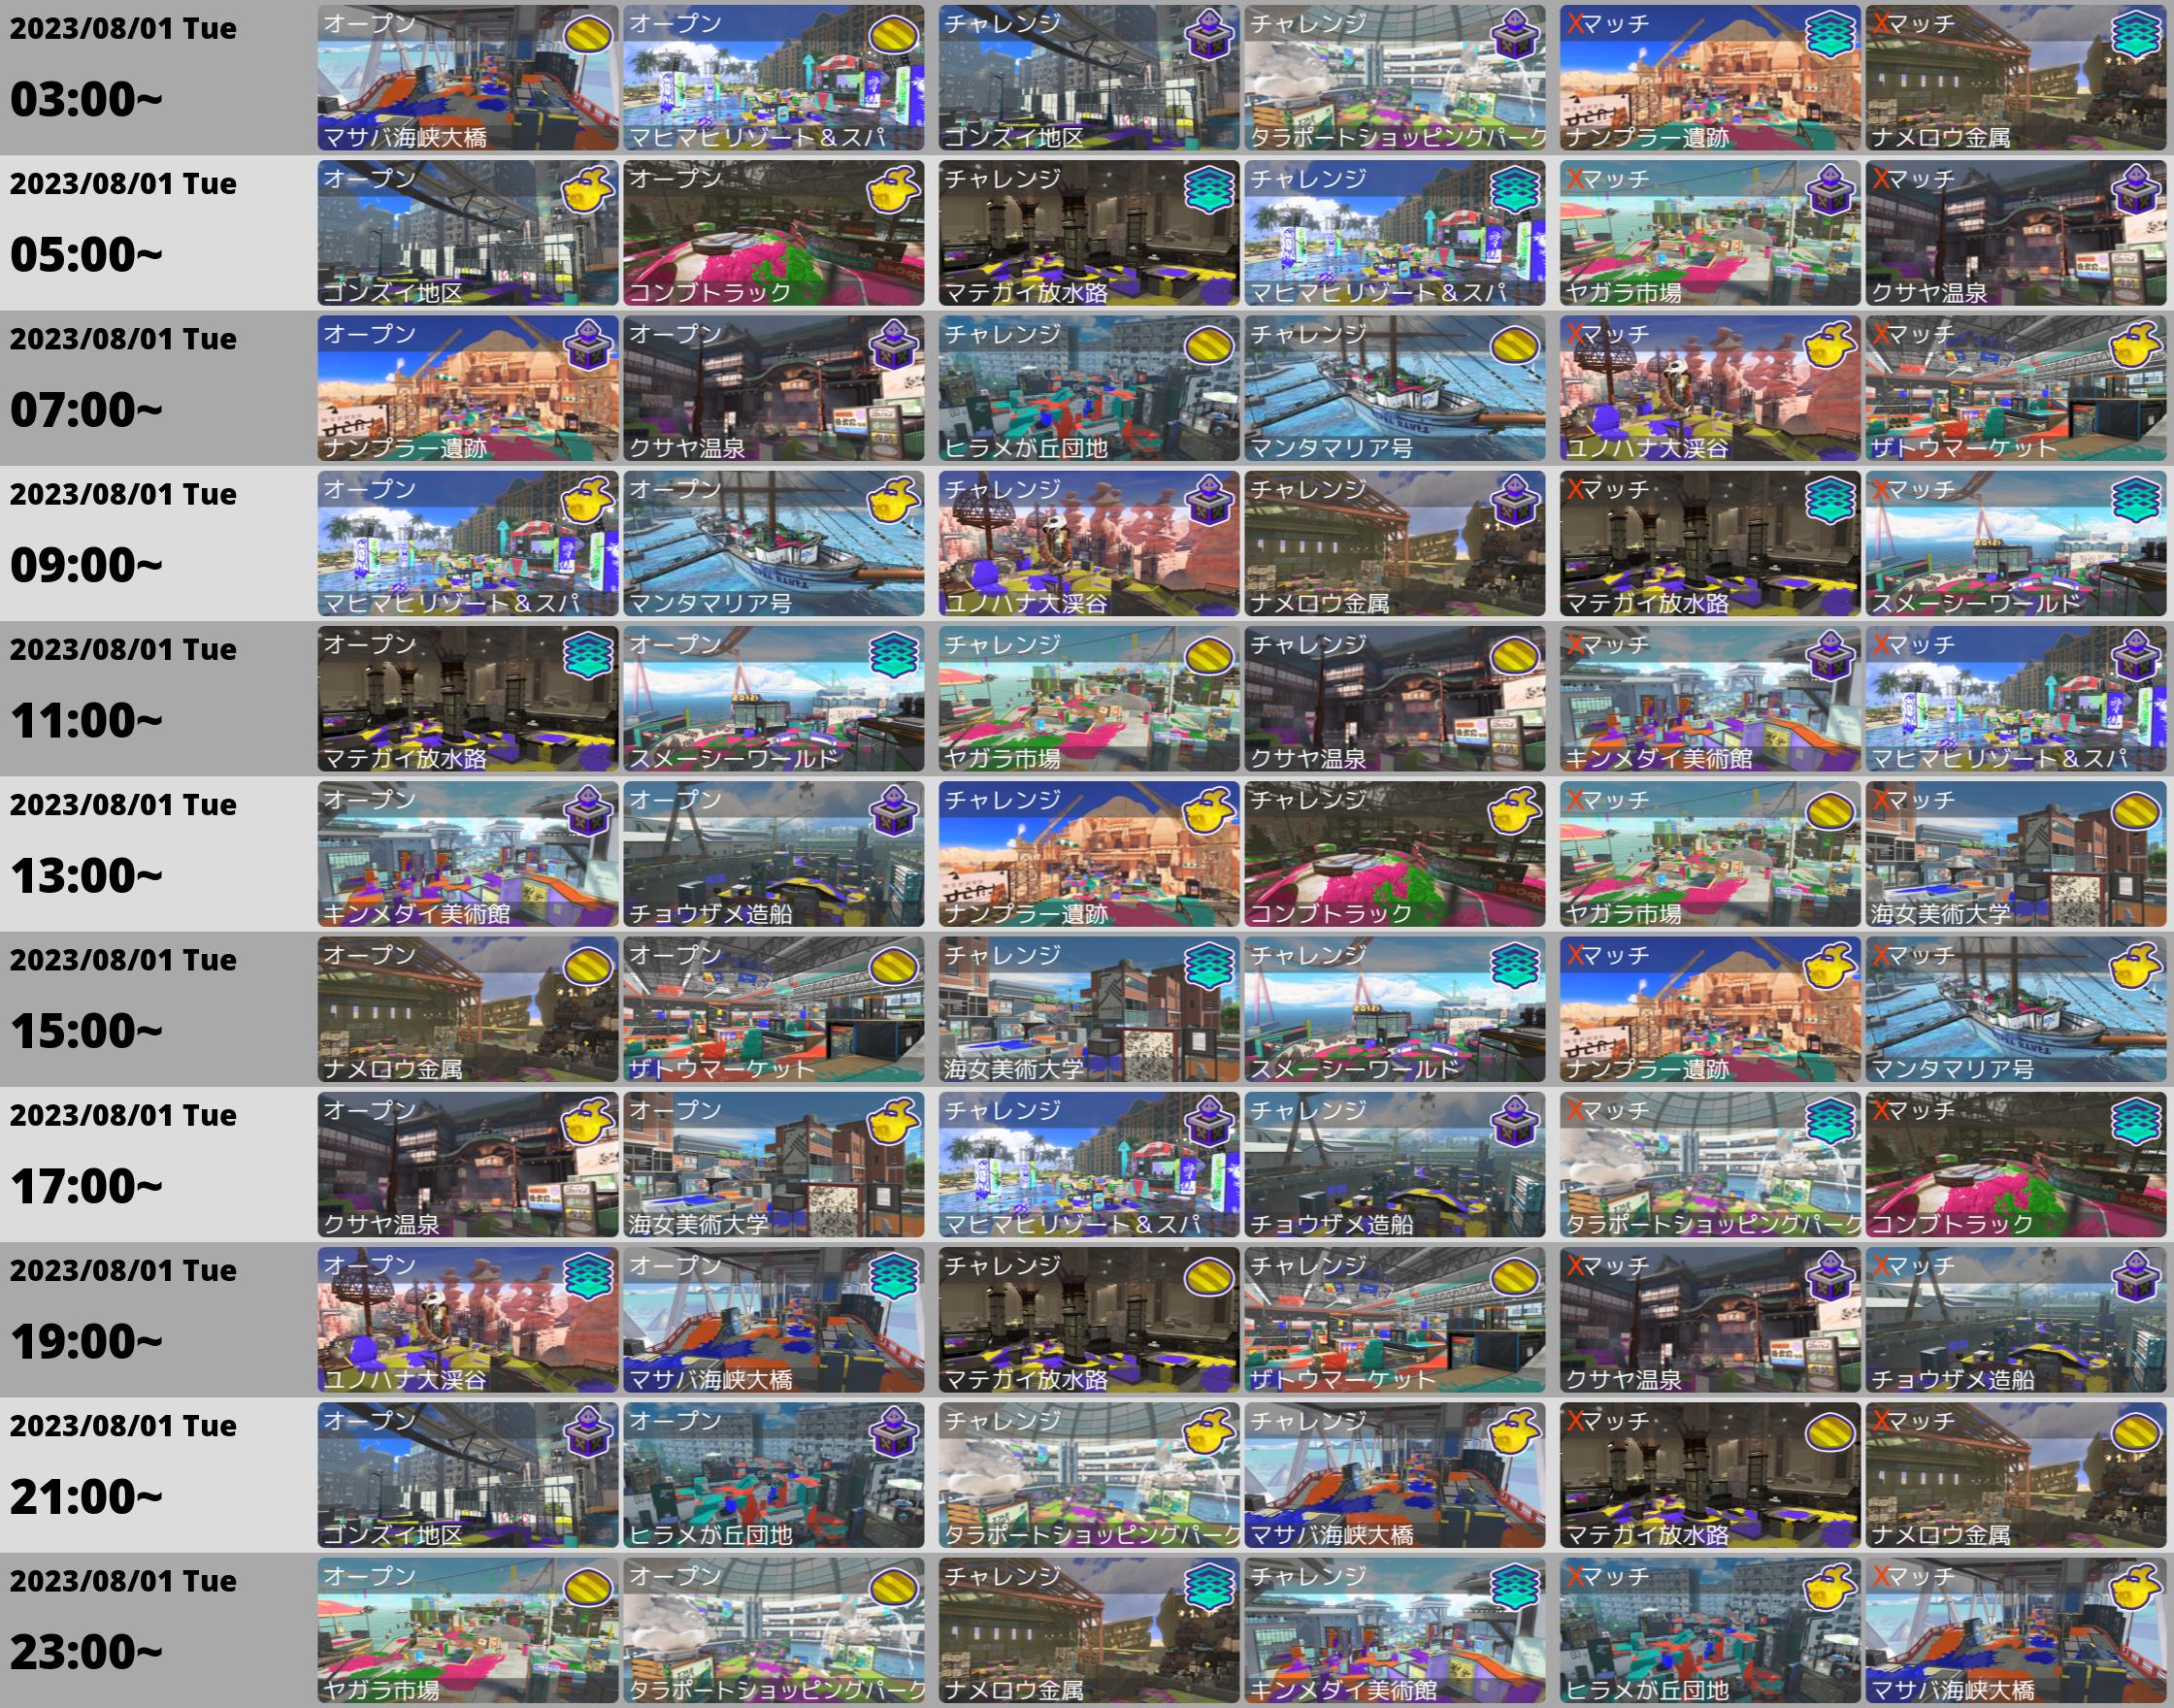 2023/08/01 Tue
03:00~
オープン
マサバ海峡大橋
オープン
マヒマヒリゾート＆スパ
チャレンジ
ゴンズイ地区
チャレンジ
タラポートショッピングパーク
Xマッチ
ナンプラー遺跡
Xマッチ
ナメロウ金属
2023/08/01 Tue
05:00~
オープン
ゴンズイ地区
オープン
コンブトラック
チャレンジ
マテガイ放水路
チャレンジ
マヒマヒリゾート＆スパ
Xマッチ
ヤガラ市場
Xマッチ
クサヤ温泉
2023/08/01 Tue
07:00~
オープン
ナンプラー遺跡
オープン
クサヤ温泉
チャレンジ
ヒラメが丘団地
チャレンジ
マンタマリア号
Xマッチ
ユノハナ大渓谷
Xマッチ
ザトウマーケット
2023/08/01 Tue
09:00~
オープン
マヒマヒリゾート＆スパ
オープン
マンタマリア号
チャレンジ
ユノハナ大渓谷
チャレンジ
ナメロウ金属
Xマッチ
マテガイ放水路
Xマッチ
スメーシーワールド
2023/08/01 Tue
11:00~
オープン
マテガイ放水路
オープン
スメーシーワールド
チャレンジ
ヤガラ市場
チャレンジ
クサヤ温泉
Xマッチ
キンメダイ美術館
Xマッチ
マヒマヒリゾート＆スパ
2023/08/01 Tue
13:00~
オープン
キンメダイ美術館
オープン
チョウザメ造船
チャレンジ
ナンプラー遺跡
チャレンジ
コンブトラック
Xマッチ
ヤガラ市場
Xマッチ
海女美術大学
2023/08/01 Tue
15:00~
オープン
ナメロウ金属
オープン
ザトウマーケット
チャレンジ
海女美術大学
チャレンジ
スメーシーワールド
Xマッチ
ナンプラー遺跡
Xマッチ
マンタマリア号
2023/08/01 Tue
17:00~
オープン
クサヤ温泉
オープン
海女美術大学
チャレンジ
マヒマヒリゾート＆スパ
チャレンジ
チョウザメ造船
Xマッチ
タラポートショッピングパーク
Xマッチ
コンブトラック
2023/08/01 Tue
19:00~
オープン
ユノハナ大渓谷
オープン
マサバ海峡大橋
チャレンジ
マテガイ放水路
チャレンジ
ザトウマーケット
Xマッチ
クサヤ温泉
Xマッチ
チョウザメ造船
2023/08/01 Tue
21:00~
オープン
ゴンズイ地区
オープン
ヒラメが丘団地
チャレンジ
タラポートショッピングパーク
チャレンジ
マサバ海峡大橋
Xマッチ
マテガイ放水路
Xマッチ
ナメロウ金属
2023/08/01 Tue
23:00~
オープン
ヤガラ市場
オープン
タラポートショッピングパーク
チャレンジ
ナメロウ金属
チャレンジ
キンメダイ美術館
Xマッチ
ヒラメが丘団地
Xマッチ
マサバ海峡大橋